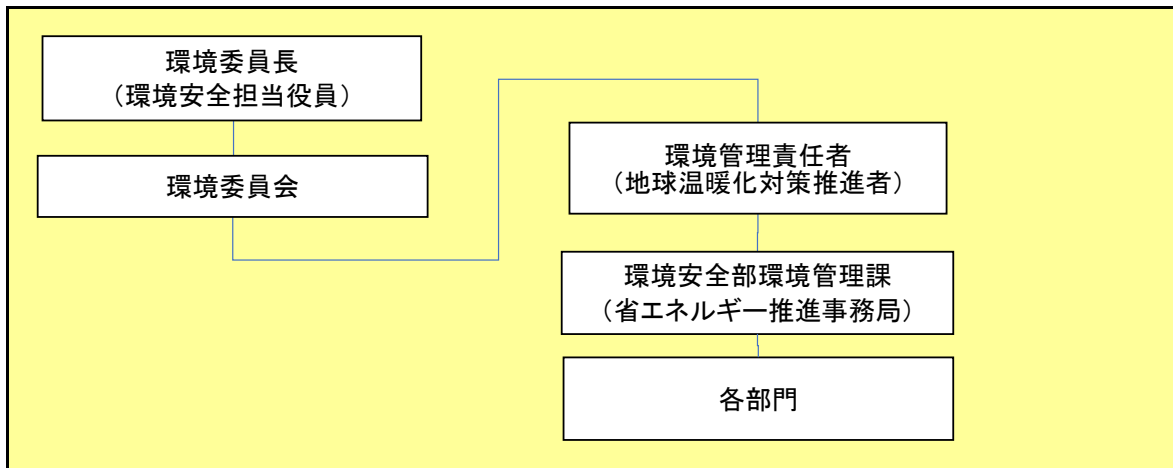 環境委員長
（環境安全担当役員）
環境委員会
環境管理責任者
（地球温暖化対策推進者）
環境安全部環境管理課
（省エネルギー推進事務局）
各部門